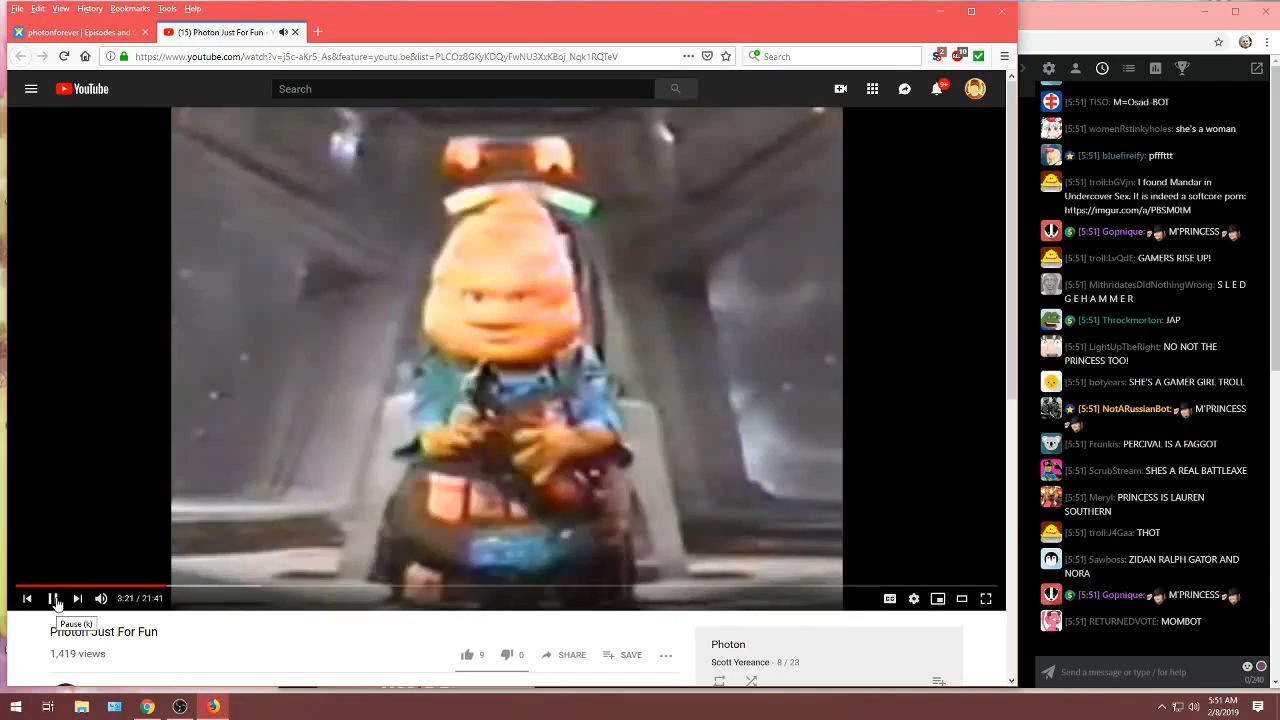 File Edit View History Bookmarks Tools Help
photonforever | Episodes and
(15) Photon Just For Fun - Y
https://www.youtube.com/watch?v=j5c-aKr5_As&feature=youtu.be&list=PLCOz8GKyKDQyFwNU3XxKBoj_Nqk1RQTeV
Search
2
10
YouTube
Search
9+
3:21 / 21:41
CC
Pause (k)
Photon Just For Fun
1,419 views
9
0
SHARE
SAVE
Photon
Scott Yereance - 8 / 23
[5:51] TISO: M=Osad-BOT
[5:51] womenRstinkyholes: she's a woman
[5:51] bluefireify: pfffttt
[5:51] troll:bGVjn: I found Mandar in
Undercover Sex. It is indeed a softcore porn:
https://imgur.com/a/PBSM0tM
[5:51] Gopnique: M'PRINCESS
[5:51] troll:LvQdE: GAMERS RISE UP!
[5:51] MithridatesDidNothingWrong: S L E D
G E H A M M E R
[5:51] Throckmorton: JAP
[5:51] LightUpTheRight: NO NOT THE
PRINCESS TOO!
[5:51] botyears: SHE'S A GAMER GIRL TROLL
[5:51] NotARussianBot: M'PRINCESS
[5:51] Frunkis: PERCIVAL IS A FAGGOT
[5:51] ScrubStream: SHES A REAL BATTLEAXE
[5:51] Meryl: PRINCESS IS LAUREN
SOUTHERN
[5:51] troll:J4Gaa: THOT
[5:51] Sawboss: ZIDAN RALPH GATOR AND
NORA
[5:51] Gopnique: M'PRINCESS
[5:51] RETURNEDVOTE: MOMBOT
Send a message or type / for help
0/240
5:51 AM
2/8/2019